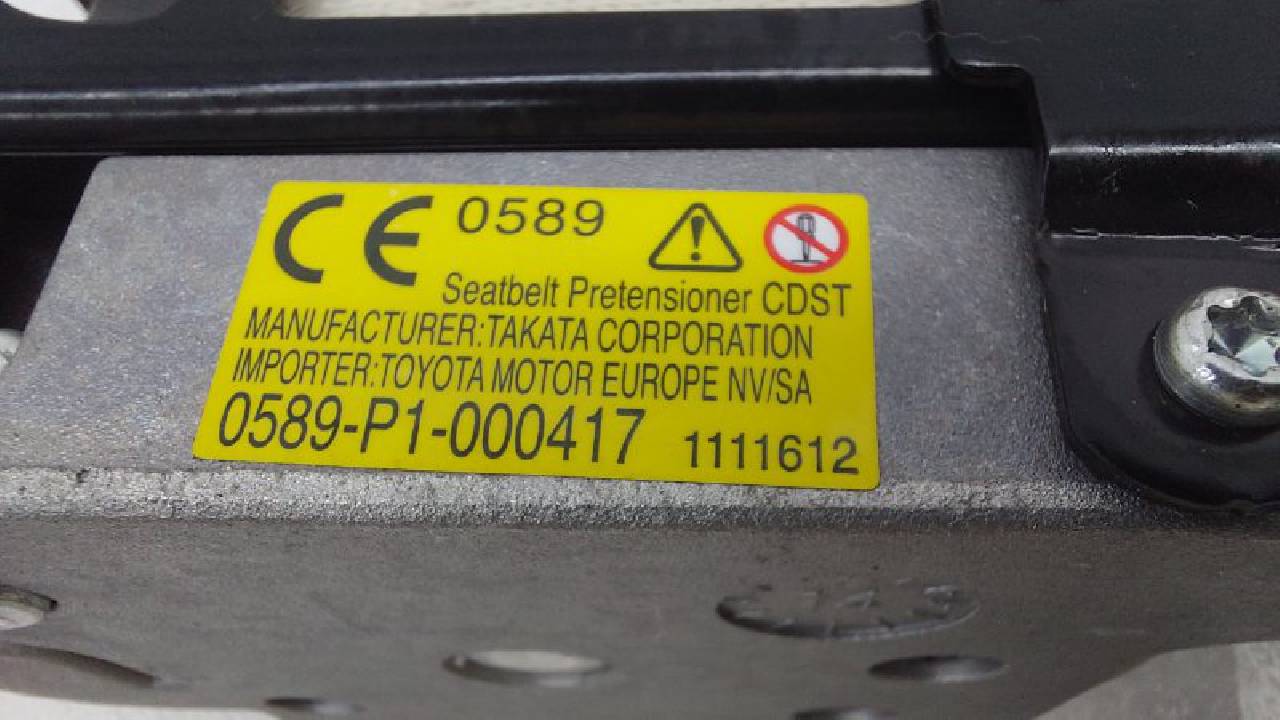 CE 0589
Seatbelt Pretensioner CDST
MANUFACTURER:TAKATA CORPORATION
IMPORTER:TOYOTA MOTOR EUROPE NV/SA
0589-P1-000417 1111612